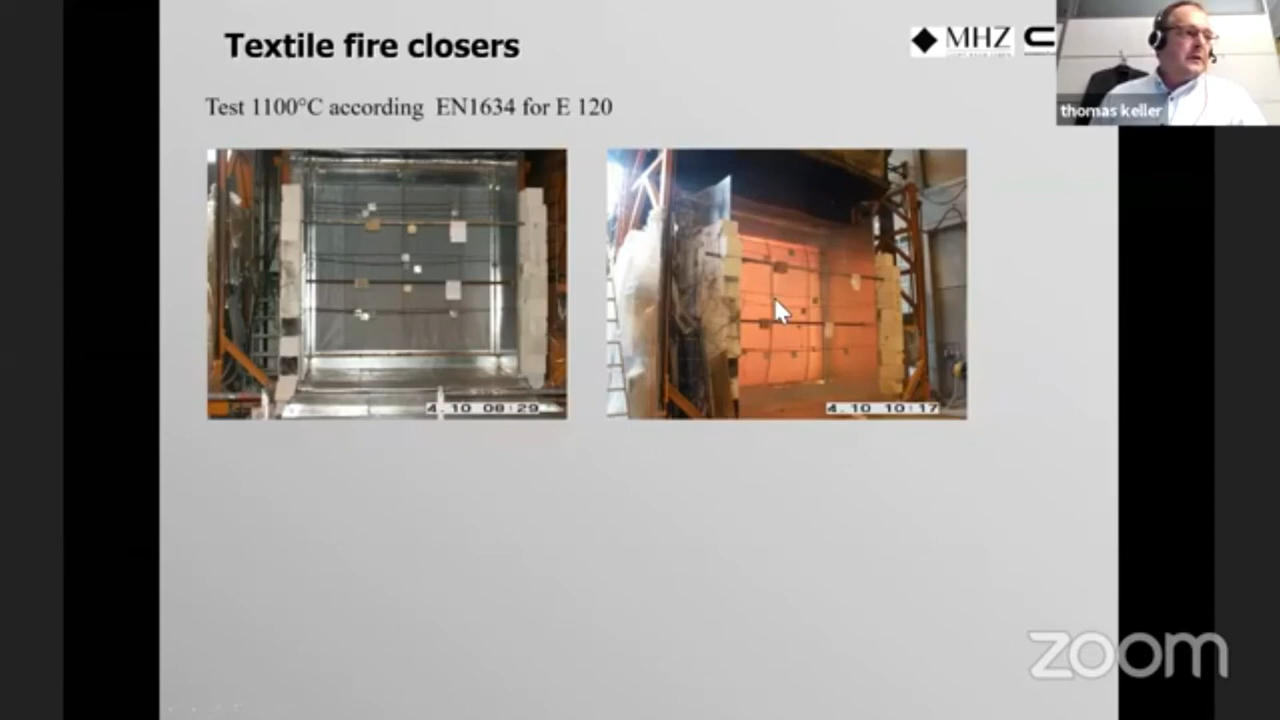 Textile fire closers
MHZ
thomas keller
Test 1100°C according EN1634 for E 120
4.10 08:29
4.10 10:17
zoom